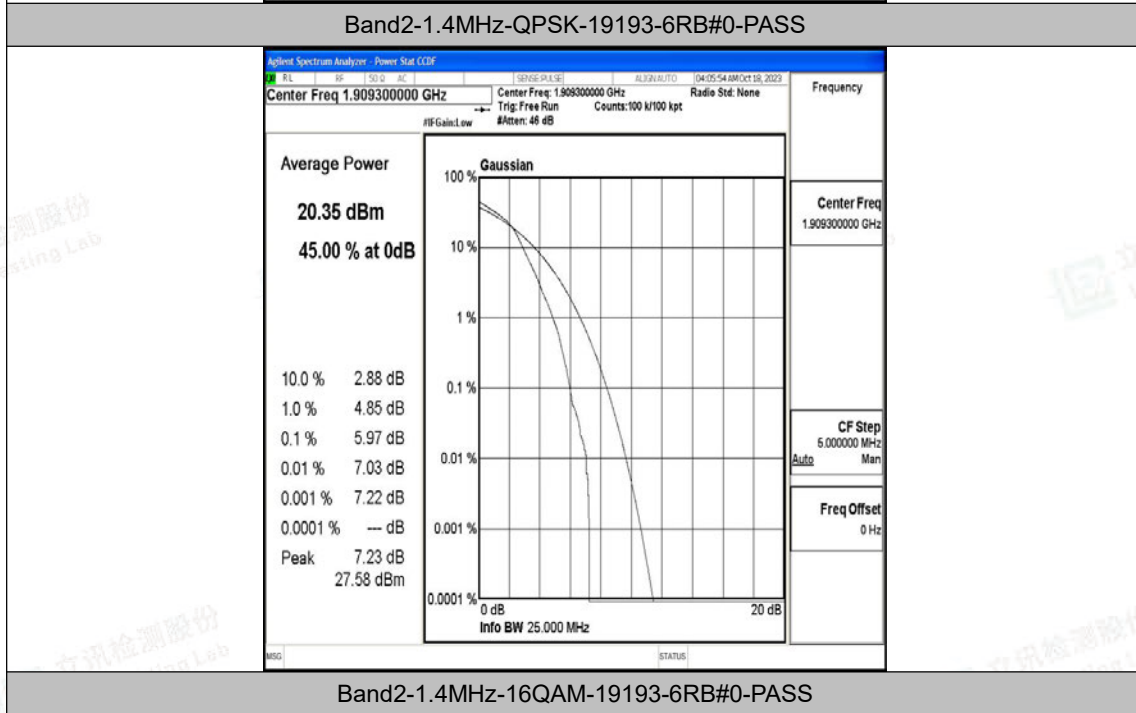 Band2-1.4MHz-QPSK-19193-6RB#0-PASS
Agilent Spectrum Analyzer - Power Stat CCDF
RL RF 50 Ω AC SENSE:PULSE ALIGN AUTO 04:05:54 AM Oct 18, 2023
Center Freq 1.909300000 GHz
Center Freq: 1.909300000 GHz Radio Std: None
Trig: Free Run Counts:100 k/100 kpt
#IFGain:Low #Atten: 46 dB
Frequency
Average Power
20.35 dBm
45.00 % at 0dB
10.0 % 2.88 dB
1.0 % 4.85 dB
0.1 % 5.97 dB
0.01 % 7.03 dB
0.001 % 7.22 dB
0.0001 % --- dB
Peak 7.23 dB
27.58 dBm
Gaussian
100 %
10 %
1 %
0.1 %
0.01 %
0.001 %
0.0001 %
0 dB 20 dB
Info BW 25.000 MHz
Center Freq
1.909300000 GHz
CF Step
5.000000 MHz
Auto Man
Freq Offset
0 Hz
MSG STATUS
Band2-1.4MHz-16QAM-19193-6RB#0-PASS